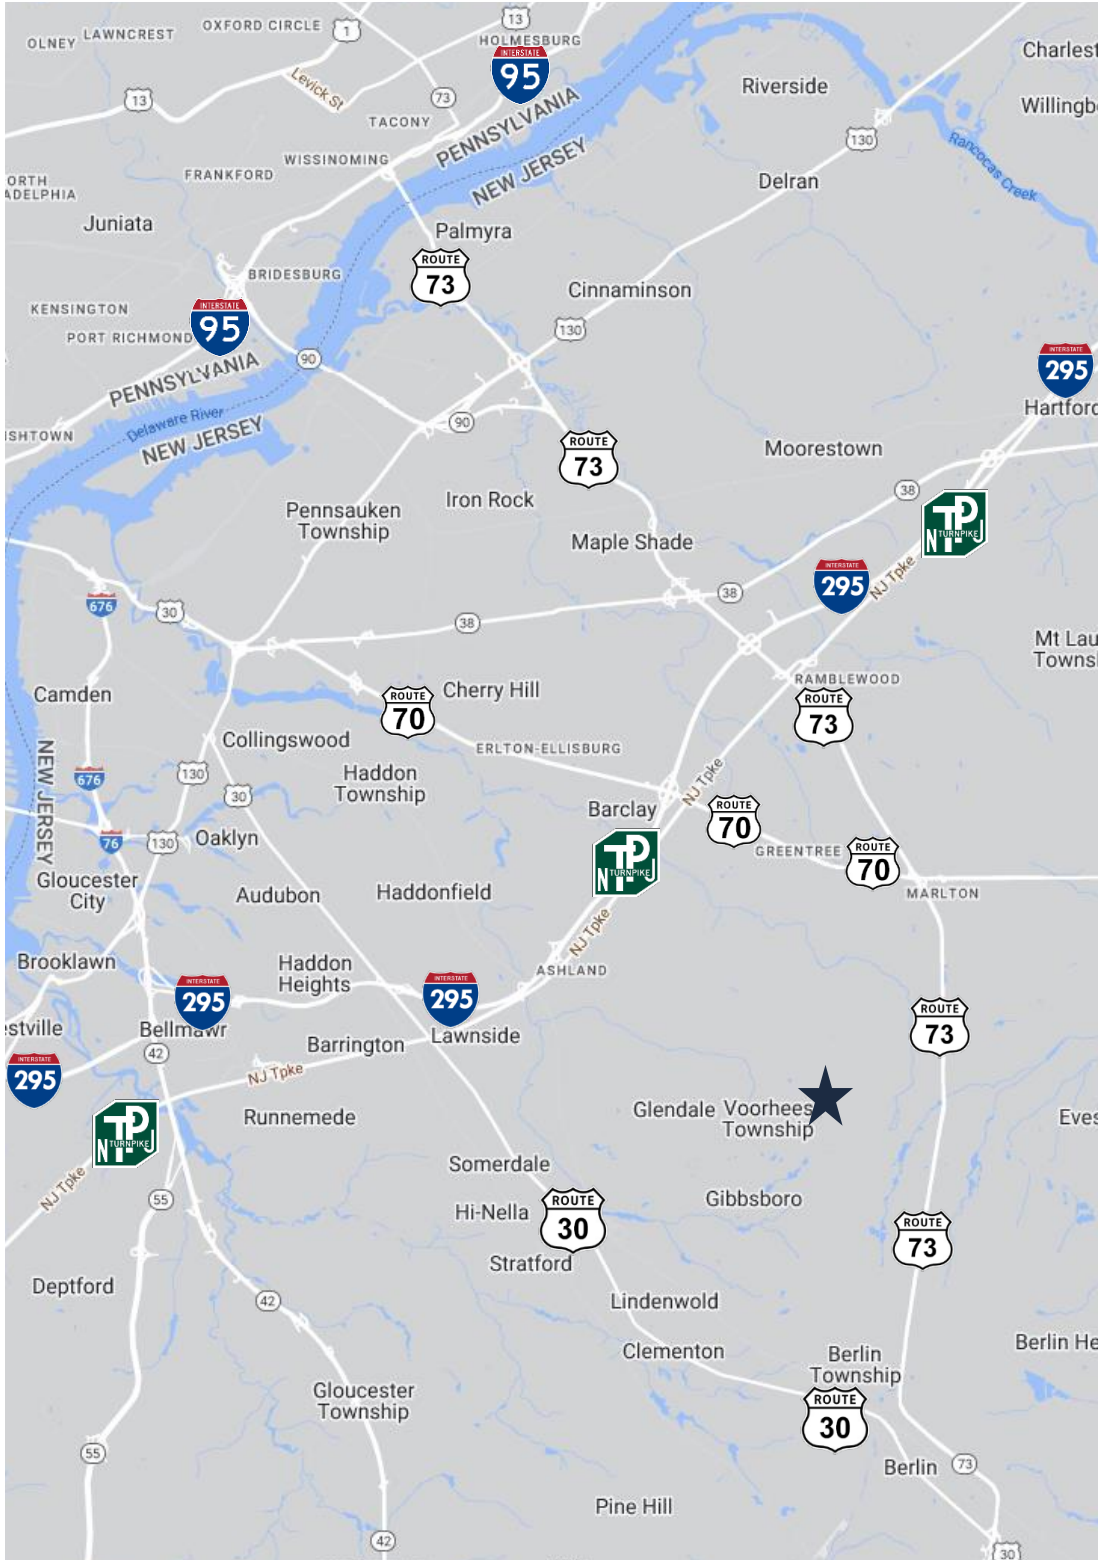 OLNEY
LAWNCREST
OXFORD CIRCLE
1
13
HOLMESBURG
INTERSTATE
95
Charlest
Riverside
Levick St
13
73
TACONY
PENNSYLVANIA
Willingb
130
WISSINOMING
NEW JERSEY
Rancocas Creek
ORTH
ADELPHIA
FRANKFORD
Delran
Juniata
Palmyra
ROUTE
73
BRIDESBURG
Cinnaminson
KENSINGTON
INTERSTATE
95
130
PORT RICHMOND
90
INTERSTATE
295
PENNSYLVANIA
Hartford
Delaware River
90
ISHTOWN
NEW JERSEY
ROUTE
73
Moorestown
38
Iron Rock
Pennsauken
Township
NTPJ
TURNPIKE
Maple Shade
INTERSTATE
295
NJ Tpke
38
676
30
38
Mt Lau
Towns
RAMBLEWOOD
Camden
Cherry Hill
ROUTE
70
ROUTE
73
Collingswood
ERLTON-ELLISBURG
NEW JERSEY
130
676
Haddon
Township
NJ Tpke
30
Barclay
ROUTE
70
76
130
Oaklyn
GREENTREE
ROUTE
70
NTPJ
TURNPIKE
Gloucester
City
Audubon
Haddonfield
MARLTON
NJ Tpke
Brooklawn
Haddon
Heights
ASHLAND
INTERSTATE
295
INTERSTATE
295
estville
Bellmawr
Lawnside
ROUTE
73
Barrington
42
INTERSTATE
295
NJ Tpke
Glendale
Voorhees
Township
Runnemede
Eves
NTPJ
TURNPIKE
Somerdale
NJ Tpke
55
Gibbsboro
Hi-Nella
ROUTE
30
ROUTE
73
Stratford
Deptford
42
Lindenwold
Clementon
Berlin He
Berlin
Township
Gloucester
Township
ROUTE
30
55
Berlin
73
Pine Hill
42
30